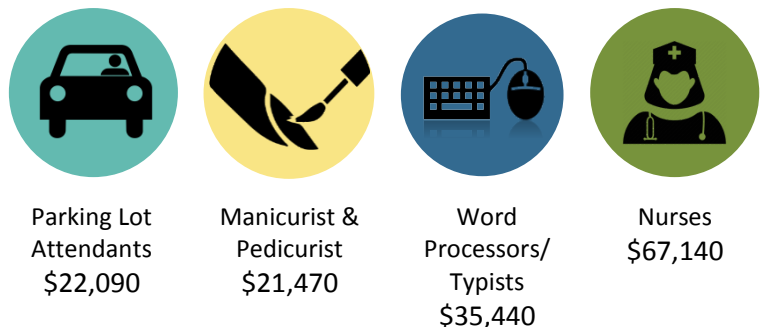 Parking Lot
Attendants
$22,090
Manicurist &
Pedicurist
$21,470
Word
Processors/
Typists
$35,440
Nurses
$67,140